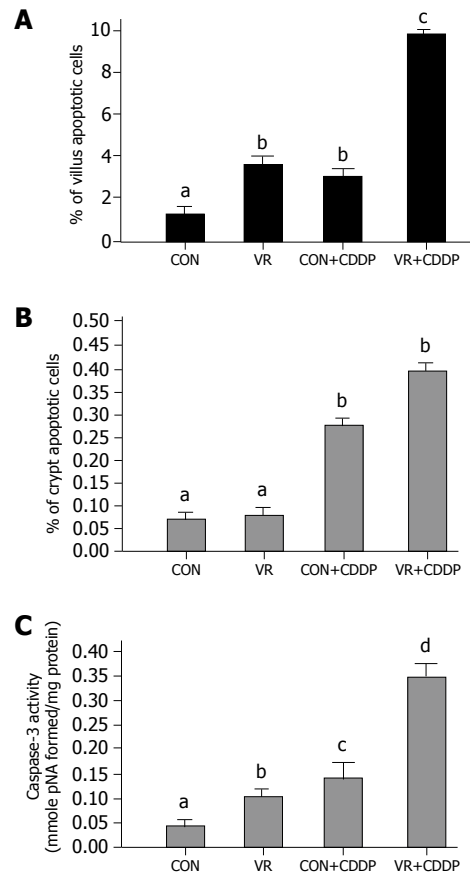 A
% of villus apoptotic cells
10
8
6
4
2
0
a
b
b
c
CON VR CON+CDDP VR+CDDP
B
% of crypt apoptotic cells
0.50
0.45
0.40
0.35
0.30
0.25
0.20
0.15
0.10
0.05
0.00
a
a
b
b
CON VR CON+CDDP VR+CDDP
C
Caspase-3 activity
(mmole pNA formed/mg protein)
0.40
0.35
0.30
0.25
0.20
0.15
0.10
0.05
0.00
a
b
c
d
CON VR CON+CDDP VR+CDDP